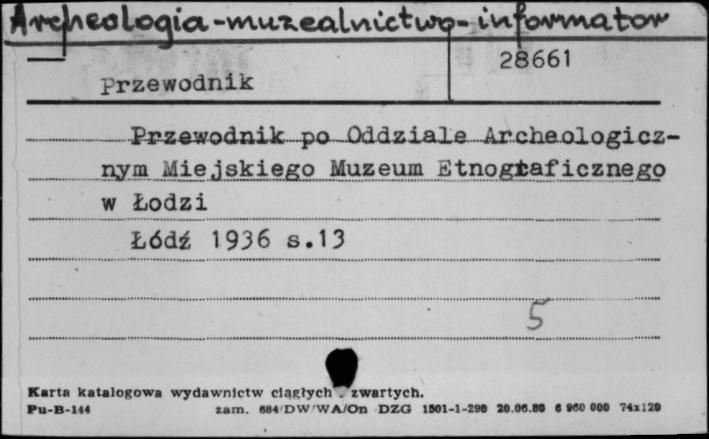 Archeologia-muzealnictwo-informator
28661
Przewodnik
Przewodnik po Oddziale Archeologicz-
nym Miejskiego Muzeum Etnograficznego
w Łodzi
Łódź 1936 s.13
5
Karta katalogowa wydawnictw ciągłych zwartych.
Pu-B-144 zam. 684/DW/WA/On DZG 1501-1-290 20.06.80 6 960 000 74x120